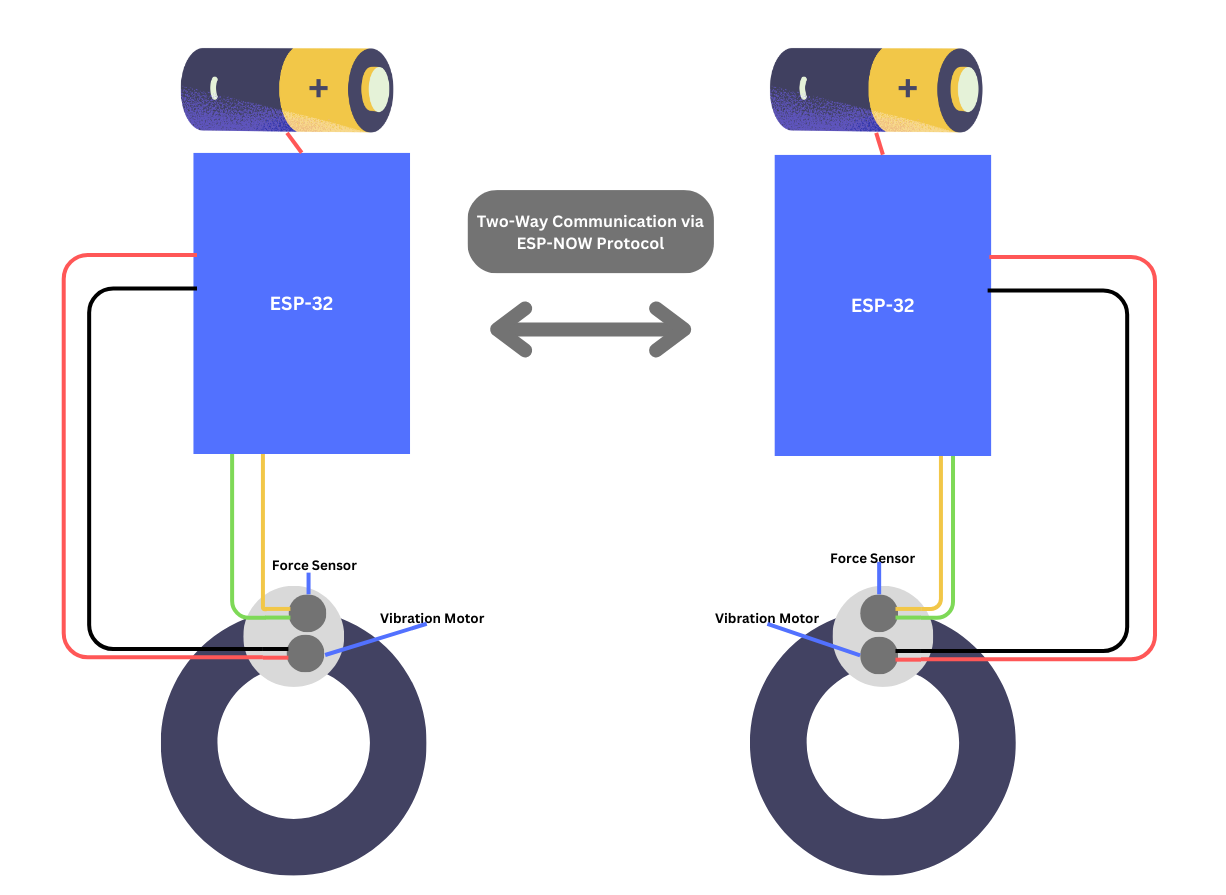 +
+
Two-Way Communication via
ESP-NOW Protocol
ESP-32
ESP-32
Force Sensor
Vibration Motor
Force Sensor
Vibration Motor